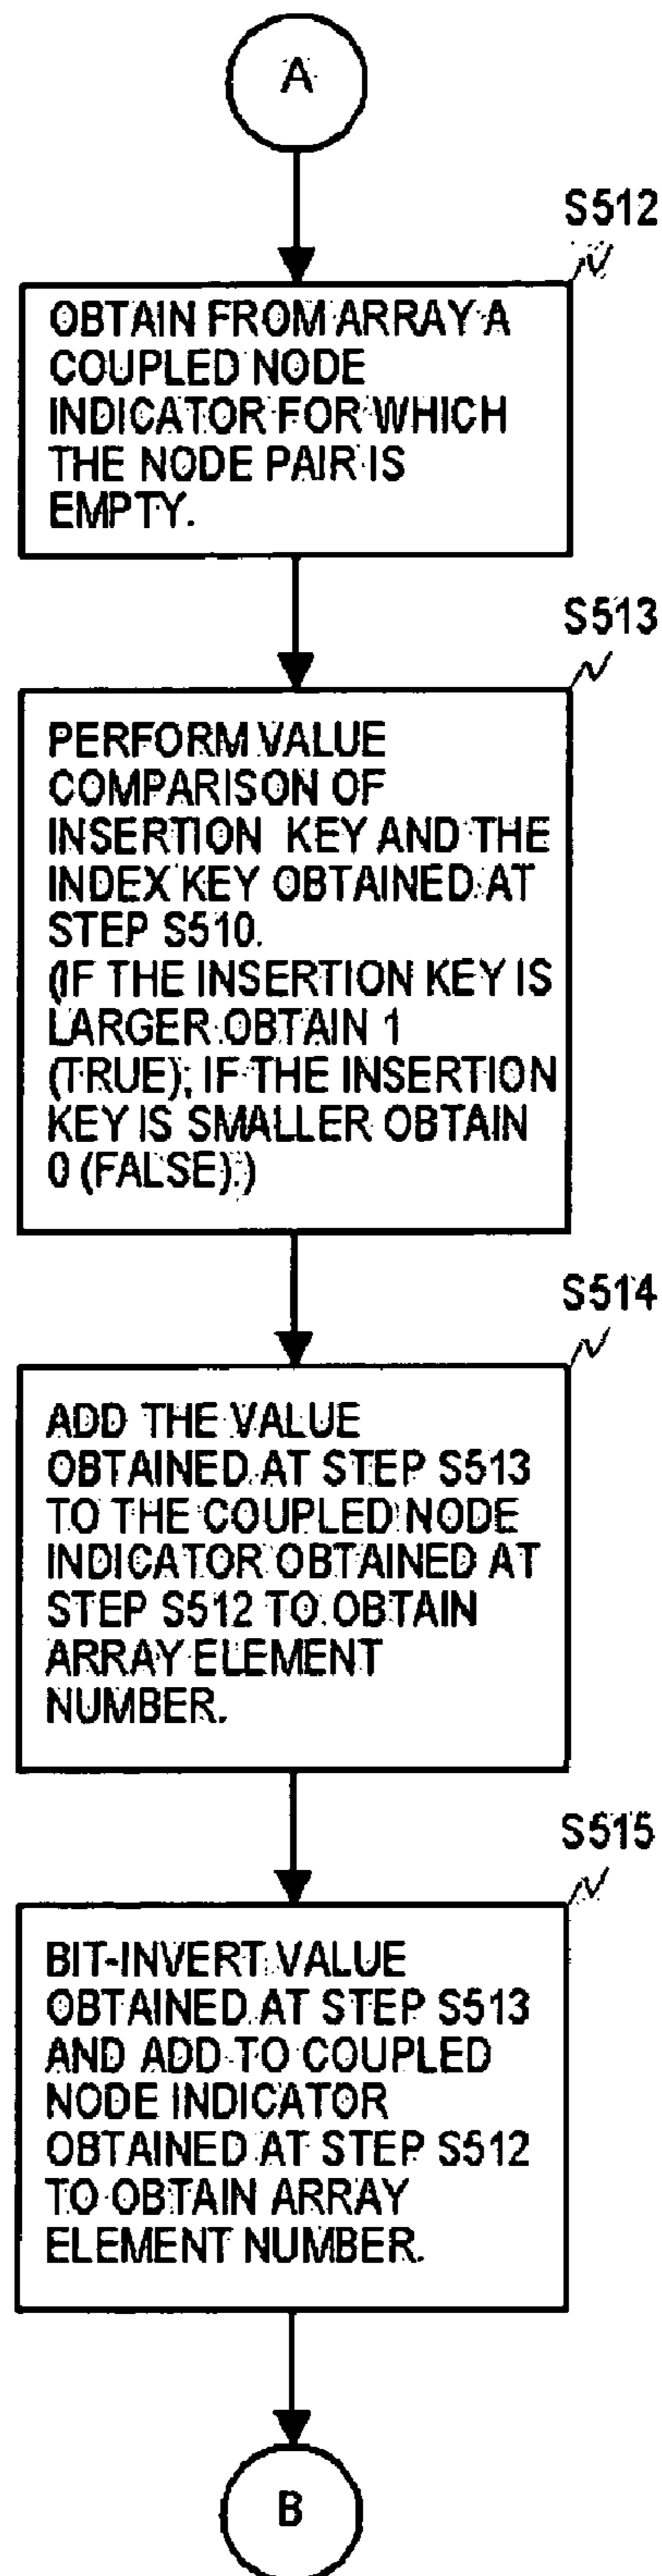 A
S512
OBTAIN FROM ARRAY A
COUPLED NODE
INDICATOR FOR WHICH
THE NODE PAIR IS
EMPTY.
S513
PERFORM VALUE
COMPARISON OF
INSERTION KEY AND THE
INDEX KEY OBTAINED AT
STEP S510.
(IF THE INSERTION KEY IS
LARGER OBTAIN 1
(TRUE); IF THE INSERTION
KEY IS SMALLER OBTAIN
0 (FALSE).)
S514
ADD THE VALUE
OBTAINED AT STEP S513
TO THE COUPLED NODE
INDICATOR OBTAINED AT
STEP S512 TO OBTAIN
ARRAY ELEMENT
NUMBER.
S515
BIT-INVERT VALUE
OBTAINED AT STEP S513
AND ADD TO COUPLED
NODE INDICATOR
OBTAINED AT STEP S512
TO OBTAIN ARRAY
ELEMENT NUMBER.
B